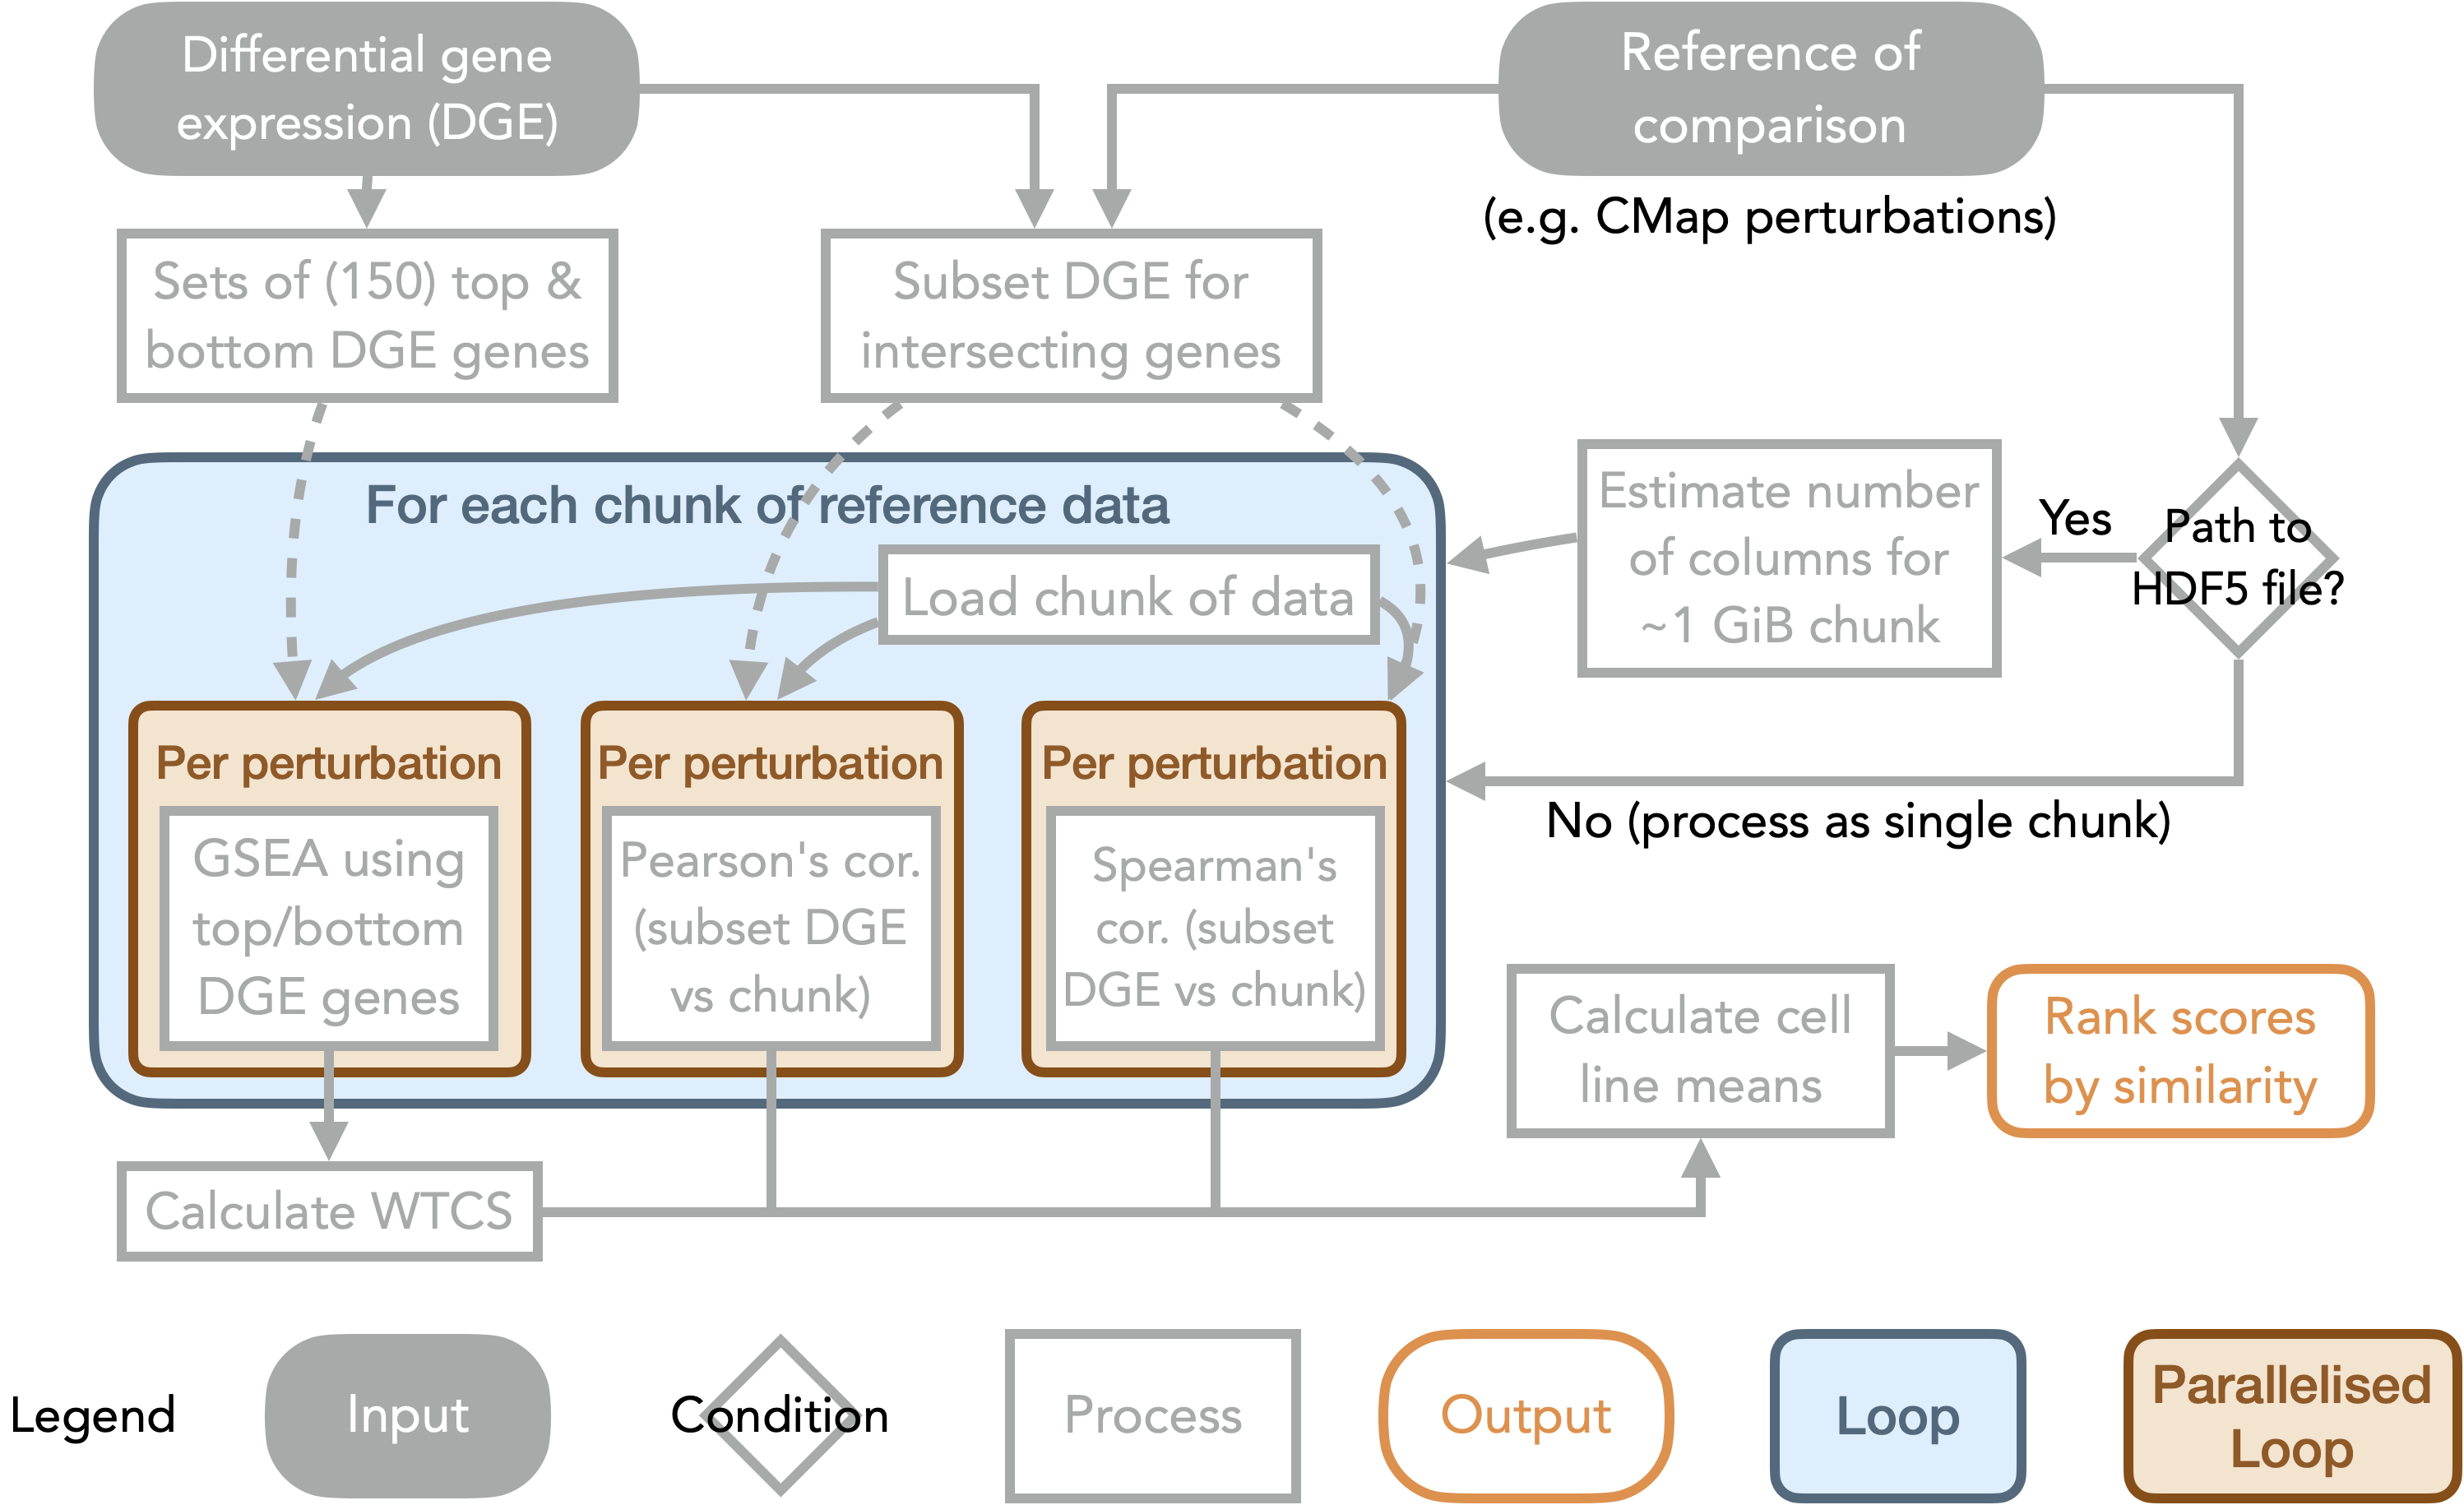 Differential gene
expression (DGE)
Reference of
comparison
(e.g. CMap perturbations)
Sets of (150) top &
bottom DGE genes
Subset DGE for
intersecting genes
Estimate number
of columns for
~1 GiB chunk
Yes
Path to
HDF5 file?
For each chunk of reference data
Load chunk of data
Per perturbation
GSEA using
top/bottom
DGE genes
Per perturbation
Pearson's cor.
(subset DGE
vs chunk)
Per perturbation
Spearman's
cor. (subset
DGE vs chunk)
No (process as single chunk)
Calculate cell
line means
Rank scores
by similarity
Calculate WTCS
Legend
Input
Condition
Process
Output
Loop
Parallelised
Loop